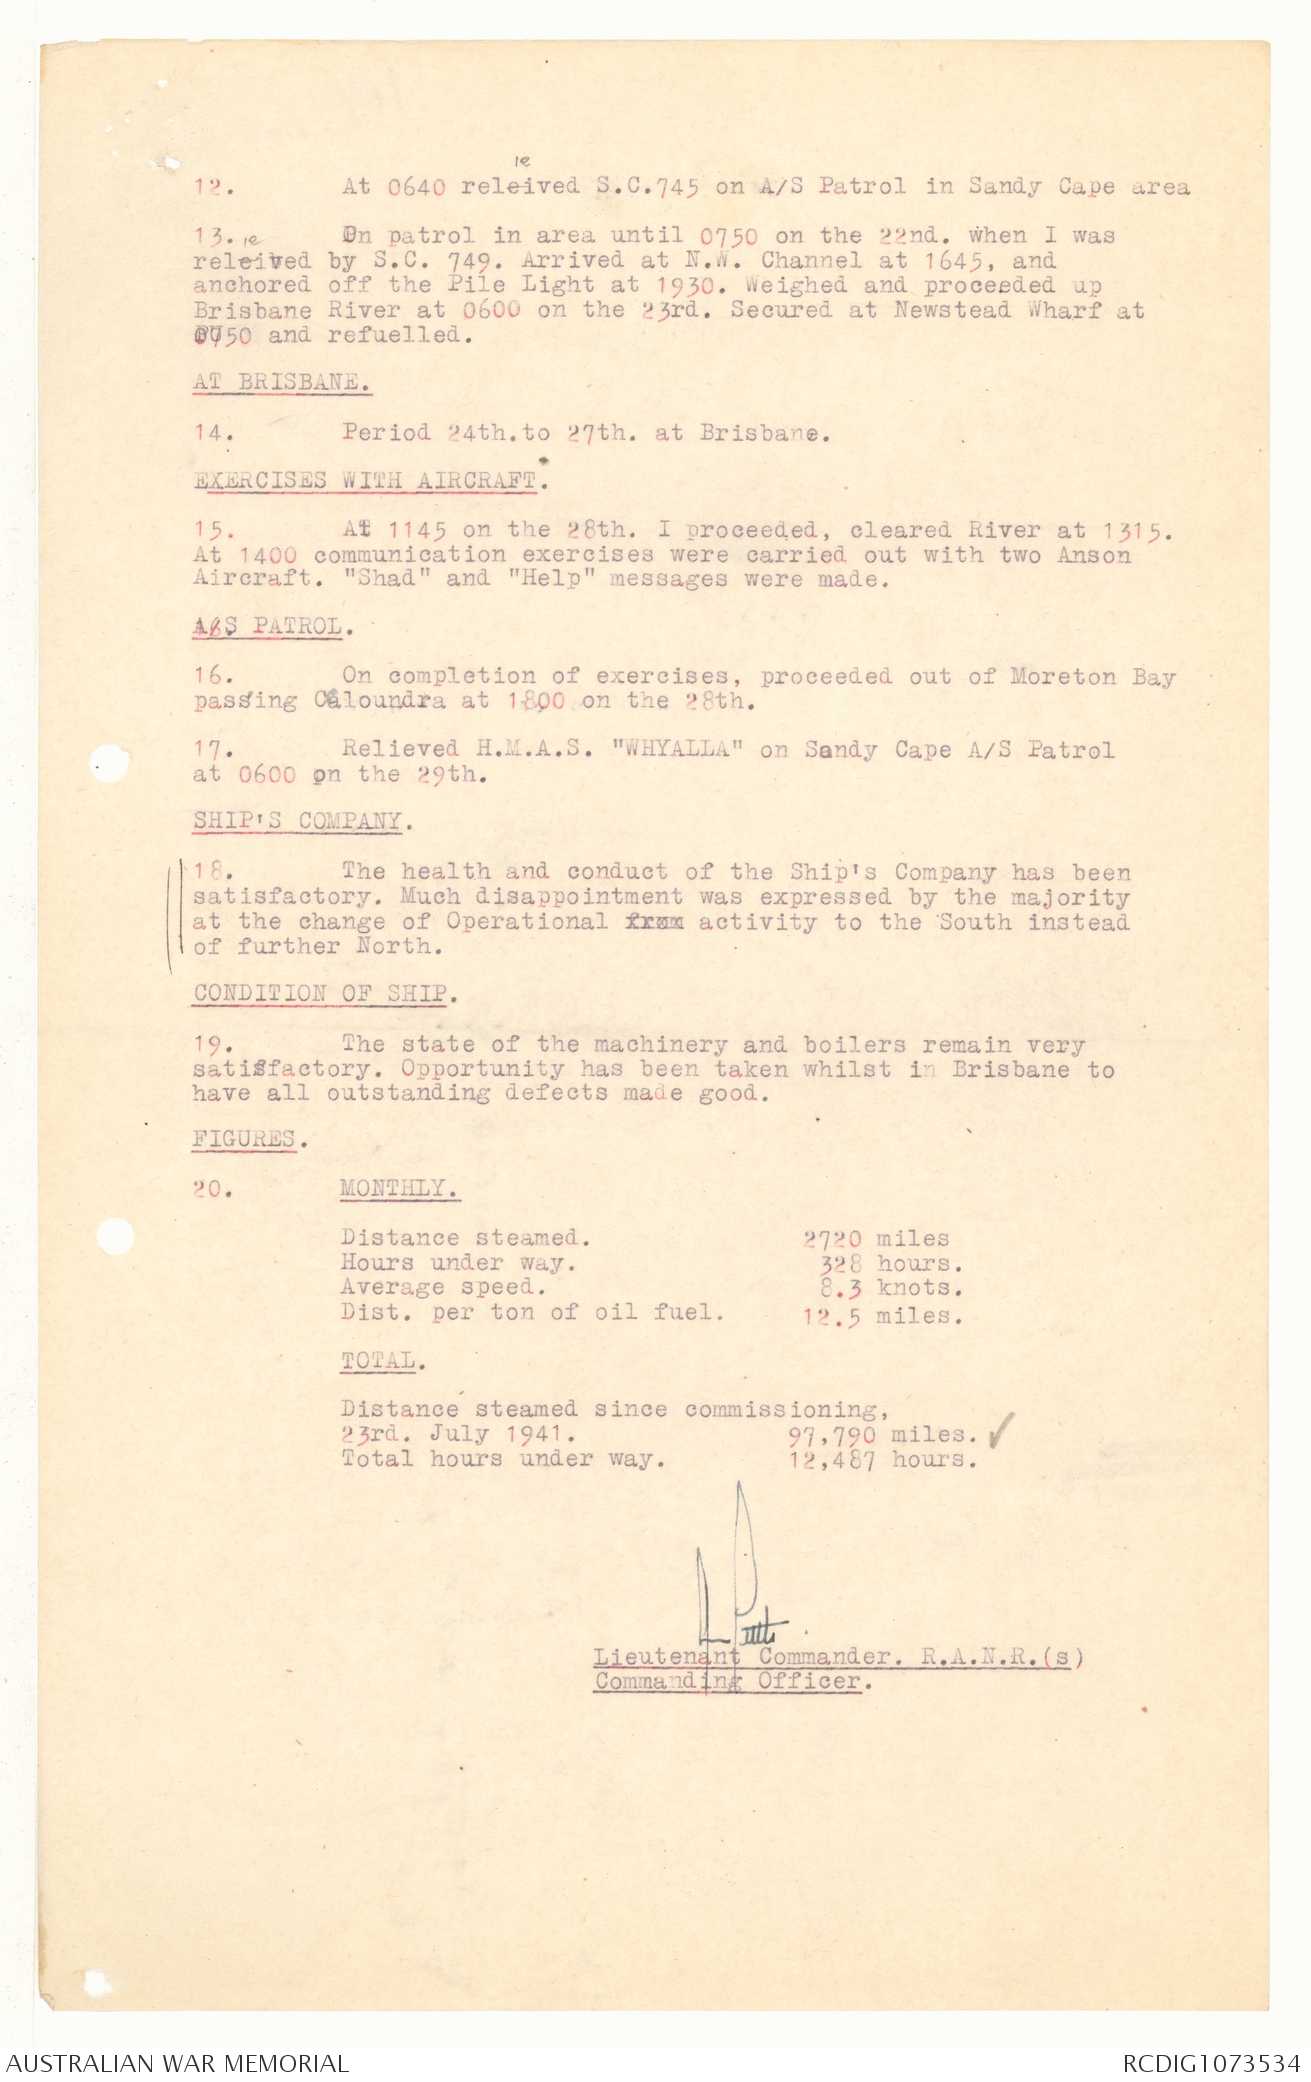 ie
12. At 0640 releived S.C.745 on A/S Patrol in Sandy Cape area
13. On patrol in area until 0750 on the 22nd. when I was
ie
releived by S.C. 749. Arrived at N.W. Channel at 1645, and
anchored off the Pile Light at 1930. Weighed and proceeded up
Brisbane River at 0600 on the 23rd. Secured at Newstead Wharf at
0750 and refuelled.
AT BRISBANE.
14. Period 24th.to 27th. at Brisbane.
EXERCISES WITH AIRCRAFT.
15. At 1145 on the 28th. I proceeded, cleared River at 1315.
At 1400 communication exercises were carried out with two Anson
Aircraft. "Shad" and "Help" messages were made.
A/S PATROL.
16. On completion of exercises, proceeded out of Moreton Bay
passing Caloundra at 1800 on the 28th.
17. Relieved H.M.A.S. "WHYALLA" on Sandy Cape A/S Patrol
at 0600 on the 29th.
SHIP'S COMPANY.
18. The health and conduct of the Ship's Company has been
satisfactory. Much disappointment was expressed by the majority
at the change of Operational from activity to the South instead
of further North.
CONDITION OF SHIP.
19. The state of the machinery and boilers remain very
satisfactory. Opportunity has been taken whilst in Brisbane to
have all outstanding defects made good.
FIGURES.
20. MONTHLY.
Distance steamed. 2720 miles
Hours under way. 328 hours.
Average speed. 8.3 knots.
Dist. per ton of oil fuel. 12.5 miles.
TOTAL.
Distance steamed since commissioning,
23rd. July 1941. 97,790 miles. ✓
Total hours under way. 12,487 hours.
Lieutenant Commander. R.A.N.R.(s)
Commanding Officer.
AUSTRALIAN WAR MEMORIAL RCDIG1073534